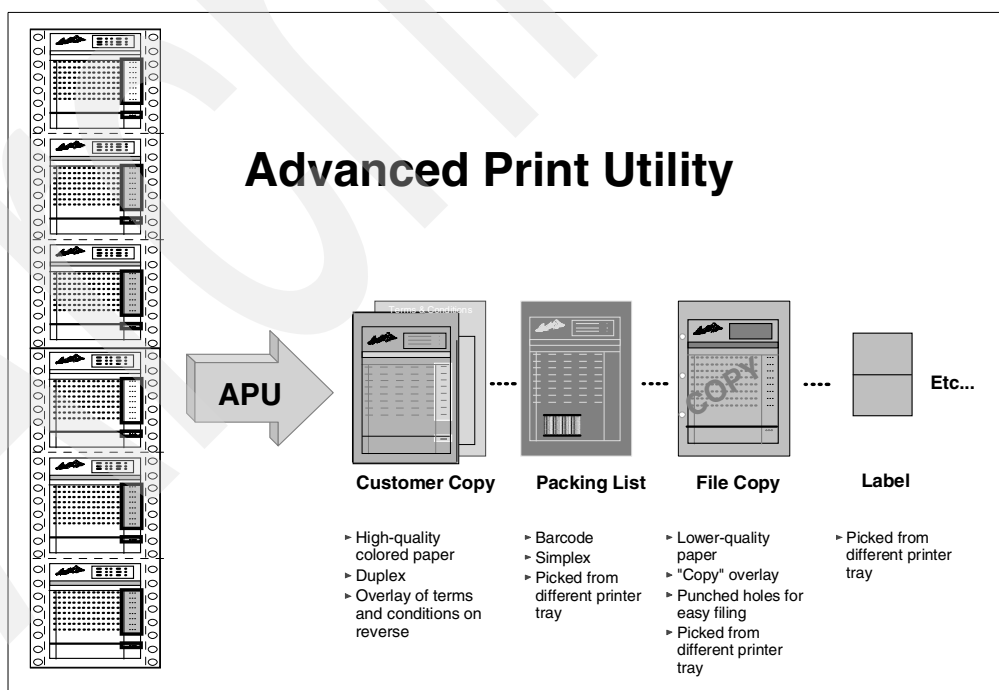 Advanced Print Utility
APU
Terms & Conditions
COPY
Etc...
Customer Copy
► High-quality
colored paper
► Duplex
► Overlay of terms
and conditions on
reverse
Packing List
► Barcode
► Simplex
► Picked from
different printer
tray
File Copy
► Lower-quality
paper
► "Copy" overlay
► Punched holes for
easy filing
► Picked from
different printer
tray
Label
► Picked from
different printer
tray